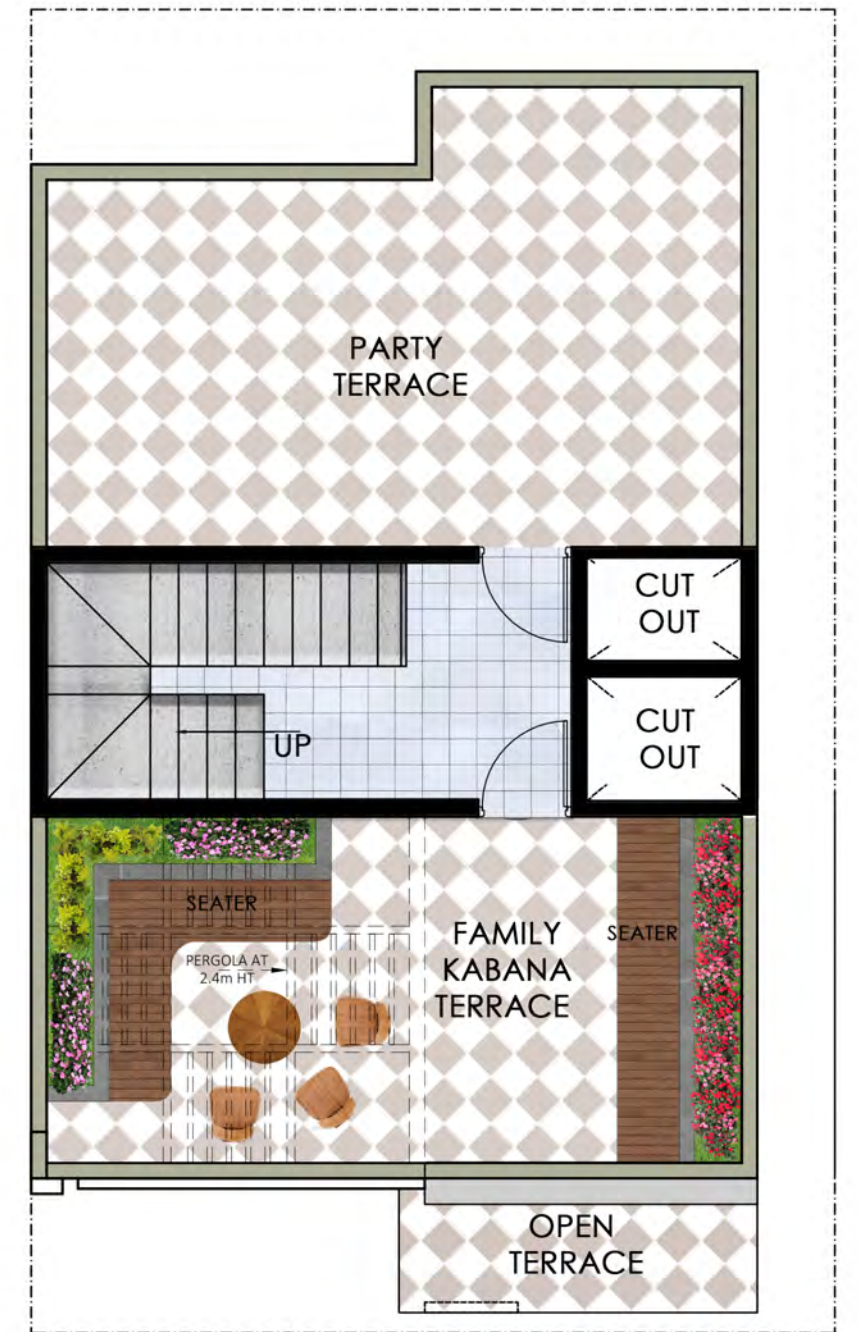 PARTY
TERRACE
CUT
OUT
CUT
OUT
UP
SEATER
FAMILY
KABANA
TERRACE
SEATER
PERGOLA AT
2.4m HT
OPEN
TERRACE